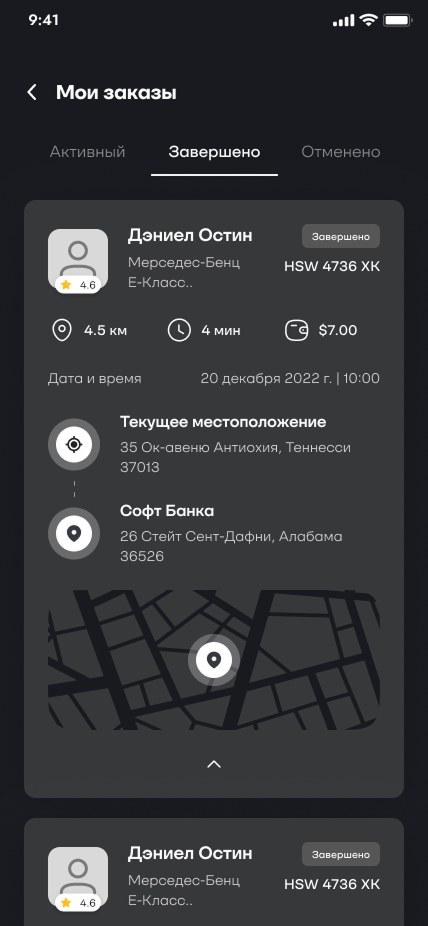 9:41
Мои заказы
Активный
Завершено
Отменено
Дэниел Остин
Завершено
Мерседес-Бенц
E-Класс..
HSW 4736 XK
4.6
4.5 км
4 мин
$7.00
Дата и время
20 декабря 2022 г. | 10:00
Текущее местоположение
35 Ок-авеню Антиохия, Теннесси
37013
Софт Банка
26 Стейт Сент-Дафни, Алабама
36526
Дэниел Остин
Завершено
Мерседес-Бенц
E-Класс..
HSW 4736 XK
4.6